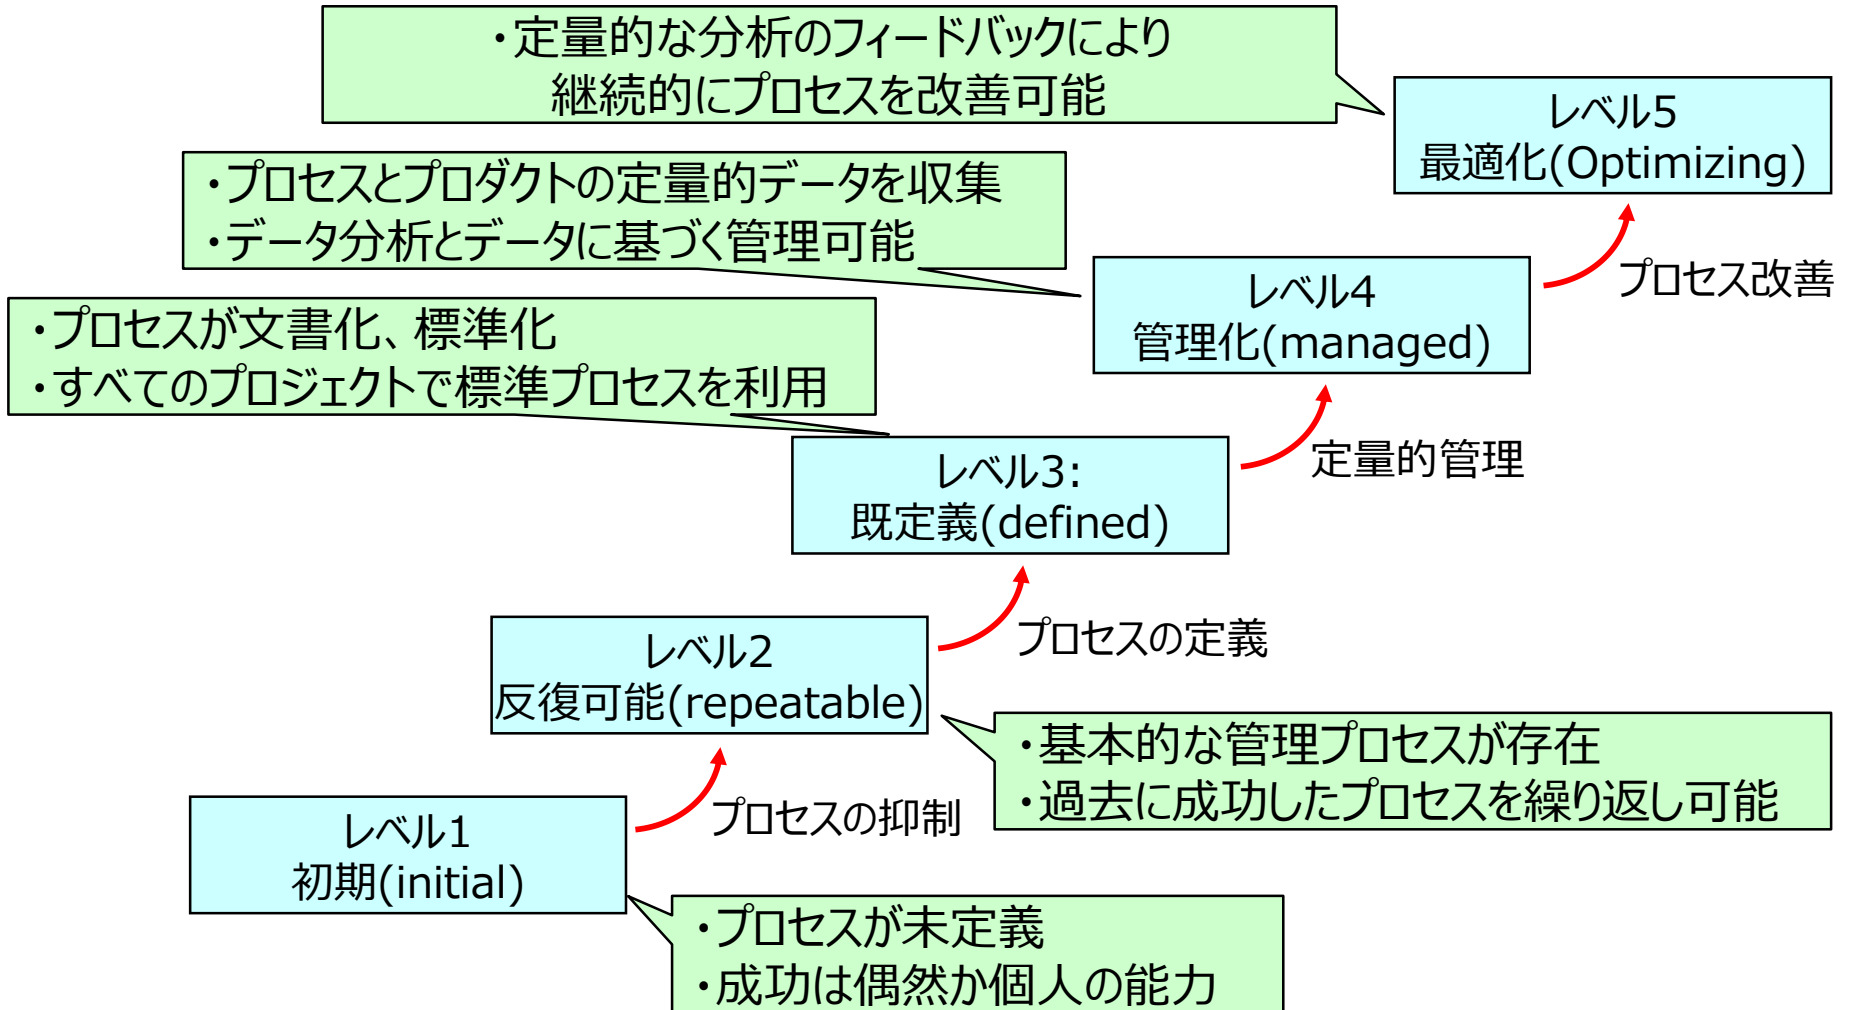 ・定量的な分析のフィードバックにより
継続的にプロセスを改善可能
レベル5
最適化(Optimizing)
・プロセスとプロダクトの定量的データを収集
・データ分析とデータに基づく管理可能
プロセス改善
レベル4
管理化(managed)
・プロセスが文書化、標準化
・すべてのプロジェクトで標準プロセスを利用
定量的管理
レベル3:
既定義(defined)
プロセスの定義
レベル2
反復可能(repeatable)
・基本的な管理プロセスが存在
・過去に成功したプロセスを繰り返し可能
プロセスの抑制
レベル1
初期(initial)
・プロセスが未定義
・成功は偶然か個人の能力